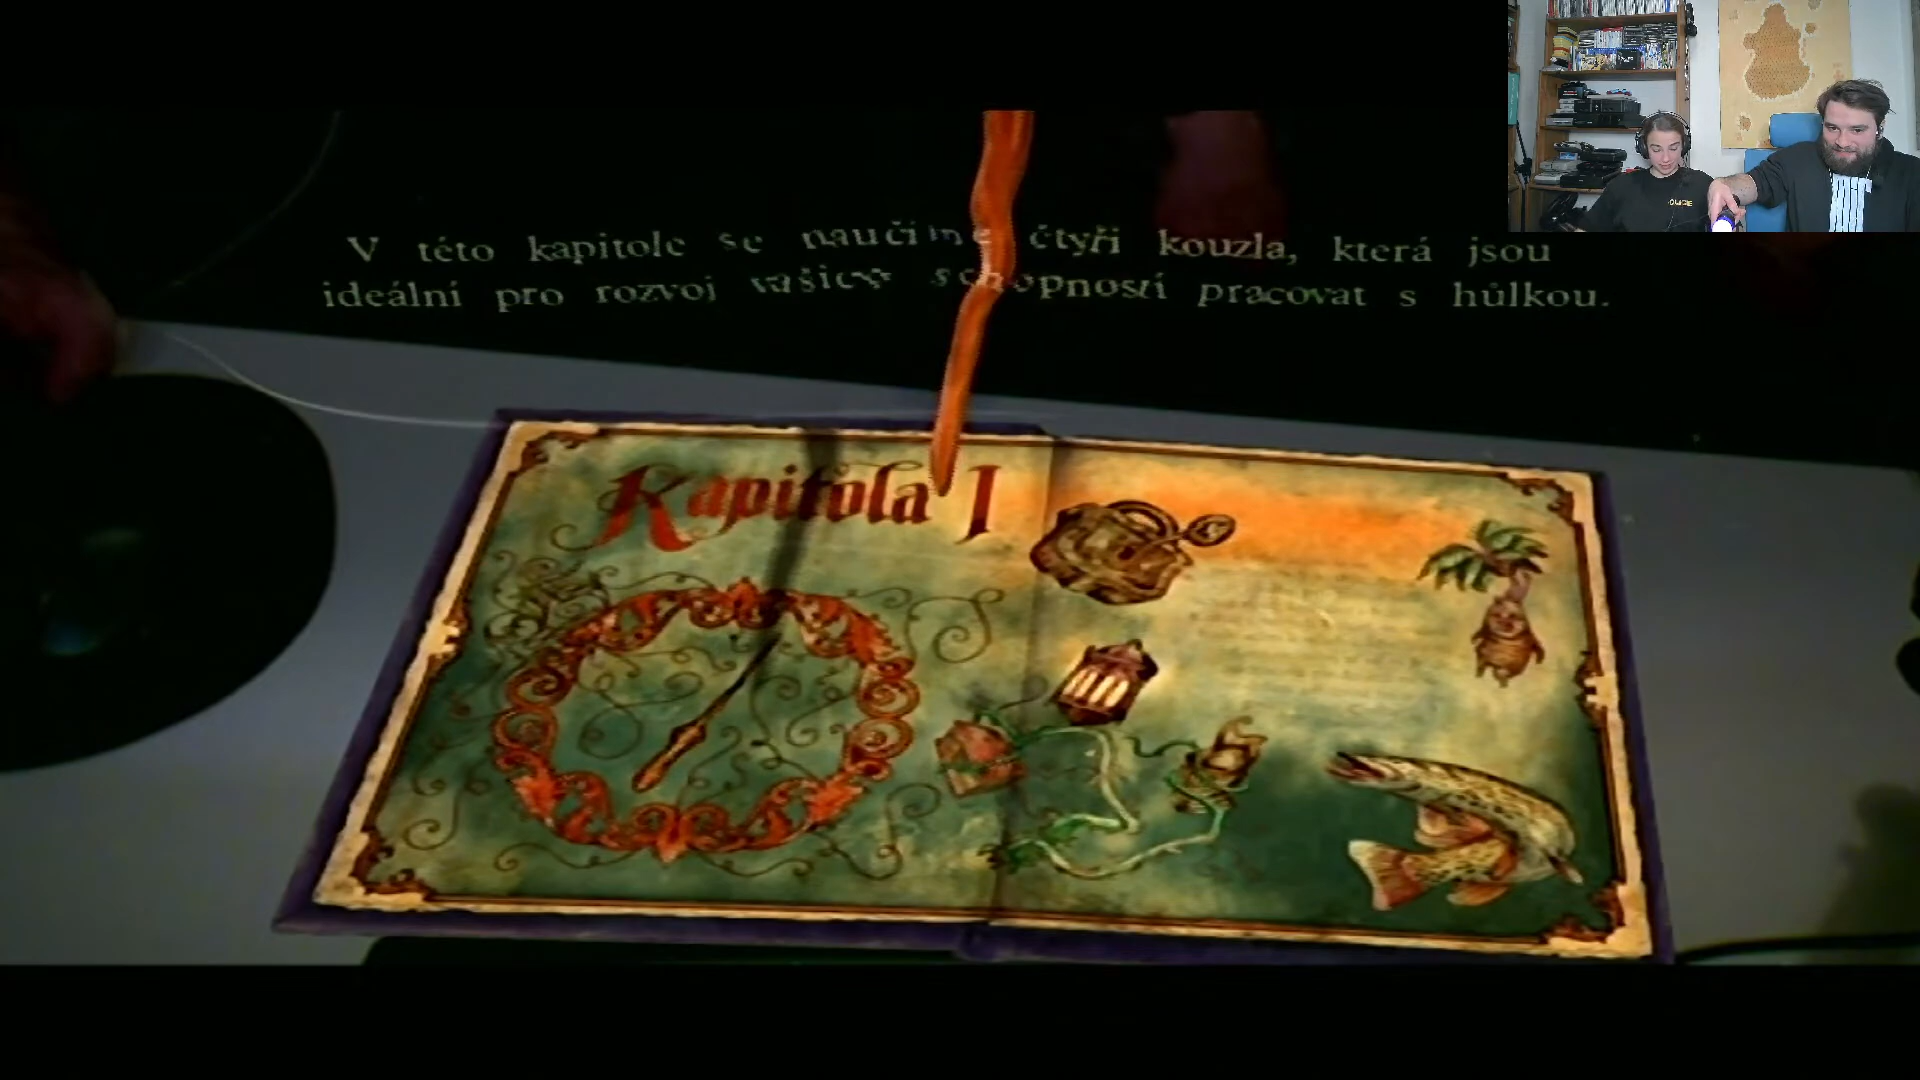 V této kapitole se naučíme čtyři kouzla, která jsou
ideální pro rozvoj vašich schopností pracovat s hůlkou.
Kapitola I